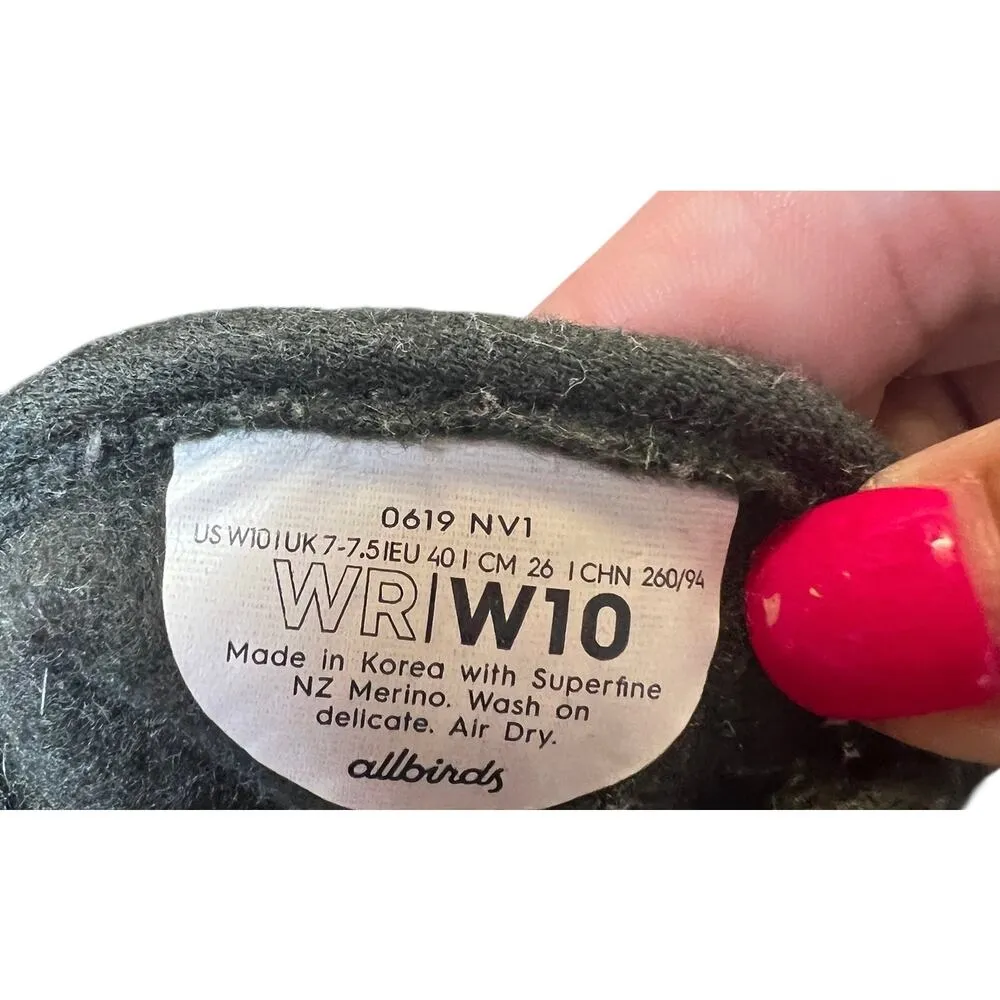 0619 NV1
US W10 | UK 7-7.5 | EU 40 | CM 26 | CHN 260/94
WR | W10
Made in Korea with Superfine
NZ Merino. Wash on
delicate. Air Dry.
allbirds